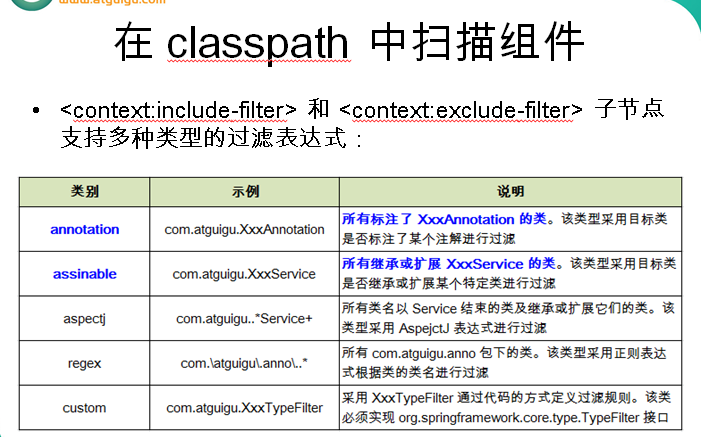 www.atguigu.com
在 classpath 中扫描组件
• <context:include-filter> 和 <context:exclude-filter> 子节点
支持多种类型的过滤表达式：
类别 示例 说明
annotation com.atguigu.XxxAnnotation 所有标注了 XxxAnnotation 的类。该类型采用目标类
是否标注了某个注解进行过滤
assinable com.atguigu.XxxService 所有继承或扩展 XxxService 的类。该类型采用目标类
是否继承或扩展某个特定类进行过滤
aspectj com.atguigu..*Service+ 所有类名以 Service 结束的类及继承或扩展它们的类。该
类型采用 AspejctJ 表达式进行过滤
regex com.\atguigu\.anno\..* 所有 com.atguigu.anno 包下的类。该类型采用正则表达
式根据类的类名进行过滤
custom com.atguigu.XxxTypeFilter 采用 XxxTypeFilter 通过代码的方式定义过滤规则。该类
必须实现 org.springframework.core.type.TypeFilter 接口